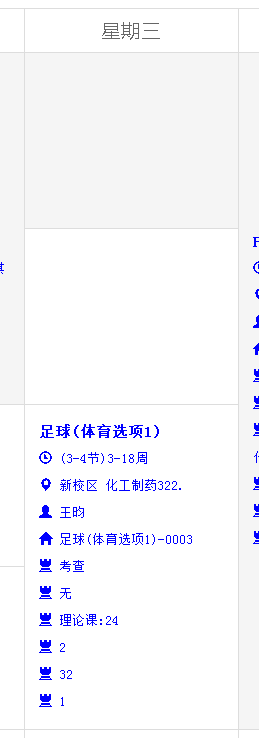 星期三
足球(体育选项1)
(3-4节)3-18周
新校区 化工制药322.
王昀
足球(体育选项1)-0003
考查
无
理论课:24
2
32
1